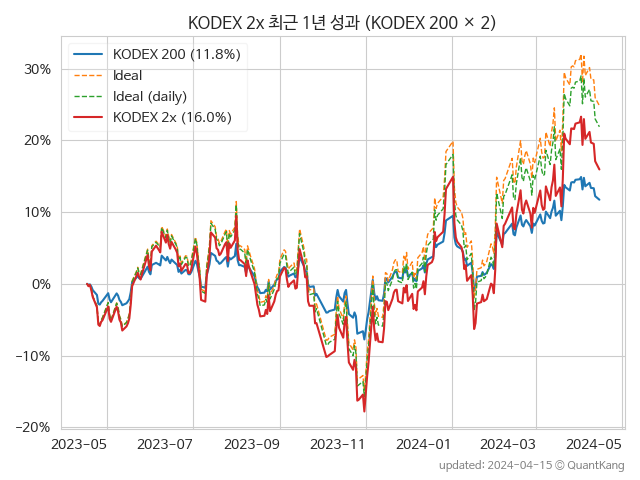 KODEX 2x 최근 1년 성과 (KODEX 200 × 2)
KODEX 200 (11.8%)
Ideal
Ideal (daily)
KODEX 2x (16.0%)
30%
20%
10%
0%
−10%
−20%
2023-05 2023-07 2023-09 2023-11 2024-01 2024-03 2024-05
updated: 2024-04-15 © QuantKang